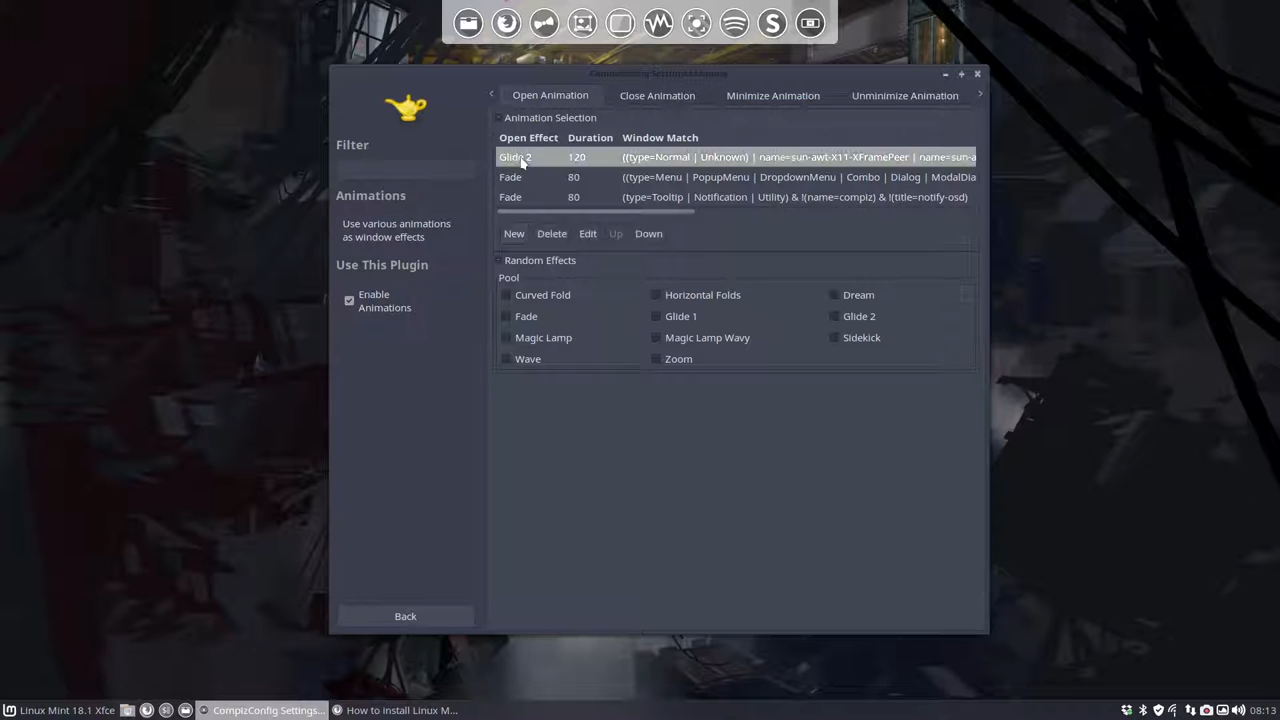 CompizConfig Settings Manager
Filter
Animations
Use various animations
as window effects
Use This Plugin
Enable
Animations
Back
Open Animation
Close Animation
Minimize Animation
Unminimize Animation
Animation Selection
Open Effect Duration Window Match
Glide 2 120 ((type=Normal | Unknown) | name=sun-awt-X11-XFramePeer | name=sun-a
Fade 80 ((type=Menu | PopupMenu | DropdownMenu | Combo | Dialog | ModalDia
Fade 80 (type=Tooltip | Notification | Utility) & !(name=compiz) & !(title=notify-osd)
New Delete Edit Up Down
Random Effects
Pool
Curved Fold Horizontal Folds Dream
Fade Glide 1 Glide 2
Magic Lamp Magic Lamp Wavy Sidekick
Wave Zoom
Linux Mint 18.1 Xfce
CompizConfig Settings...
How to install Linux M...
08:13